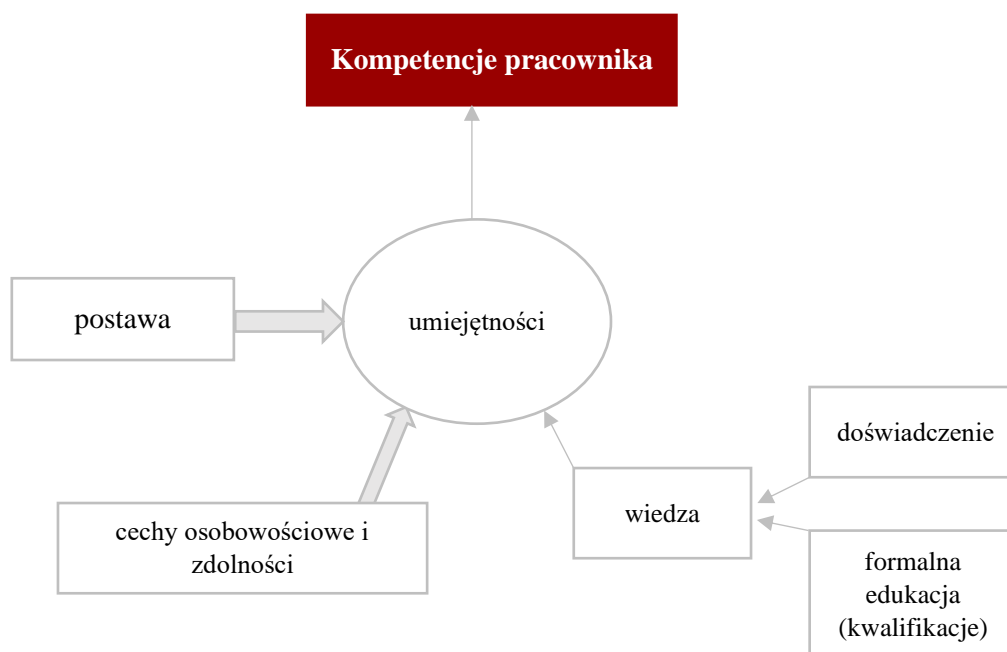 Kompetencje pracownika
postawa
umiejętności
doświadczenie
cechy osobowościowe i
zdolności
wiedza
formalna
edukacja
(kwalifikacje)